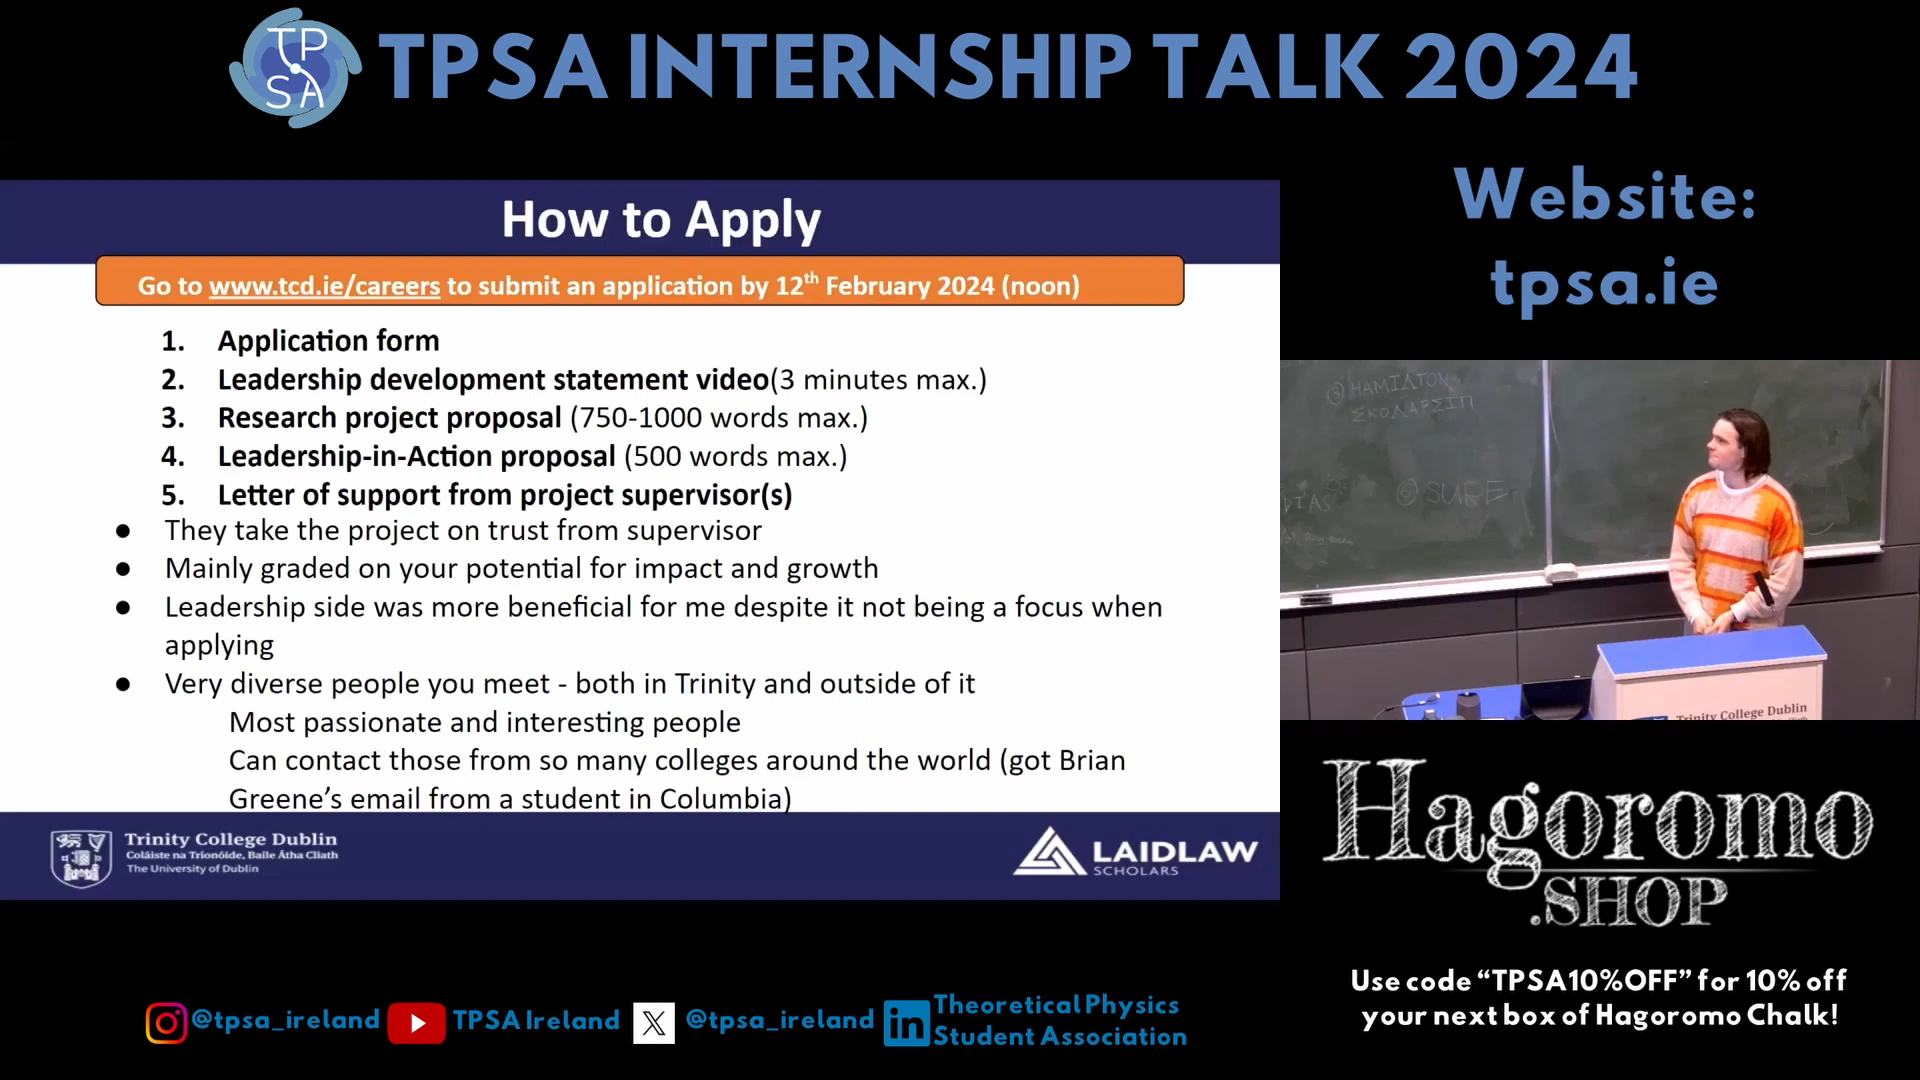 TPSA
TPSA INTERNSHIP TALK 2024
Website:
tpsa.ie
How to Apply
Go to www.tcd.ie/careers to submit an application by 12th February 2024 (noon)
1. Application form
2. Leadership development statement video(3 minutes max.)
3. Research project proposal (750-1000 words max.)
4. Leadership-in-Action proposal (500 words max.)
5. Letter of support from project supervisor(s)
● They take the project on trust from supervisor
● Mainly graded on your potential for impact and growth
● Leadership side was more beneficial for me despite it not being a focus when
applying
● Very diverse people you meet - both in Trinity and outside of it
Most passionate and interesting people
Can contact those from so many colleges around the world (got Brian
Greene’s email from a student in Columbia)
Trinity College Dublin
Coláiste na Tríonóide, Baile Átha Cliath
The University of Dublin
LAIDLAW
SCHOLARS
③ ΗΑΜΙΛΤΟΝ
ΣΚΟΛΑΡΣΙΠ
⑥ SURE
Trinity College Dublin
Hagoromo
.SHOP
Use code “TPSA10%OFF” for 10% off
your next box of Hagoromo Chalk!
@tpsa_ireland
TPSA Ireland
X @tpsa_ireland
in Theoretical Physics
Student Association